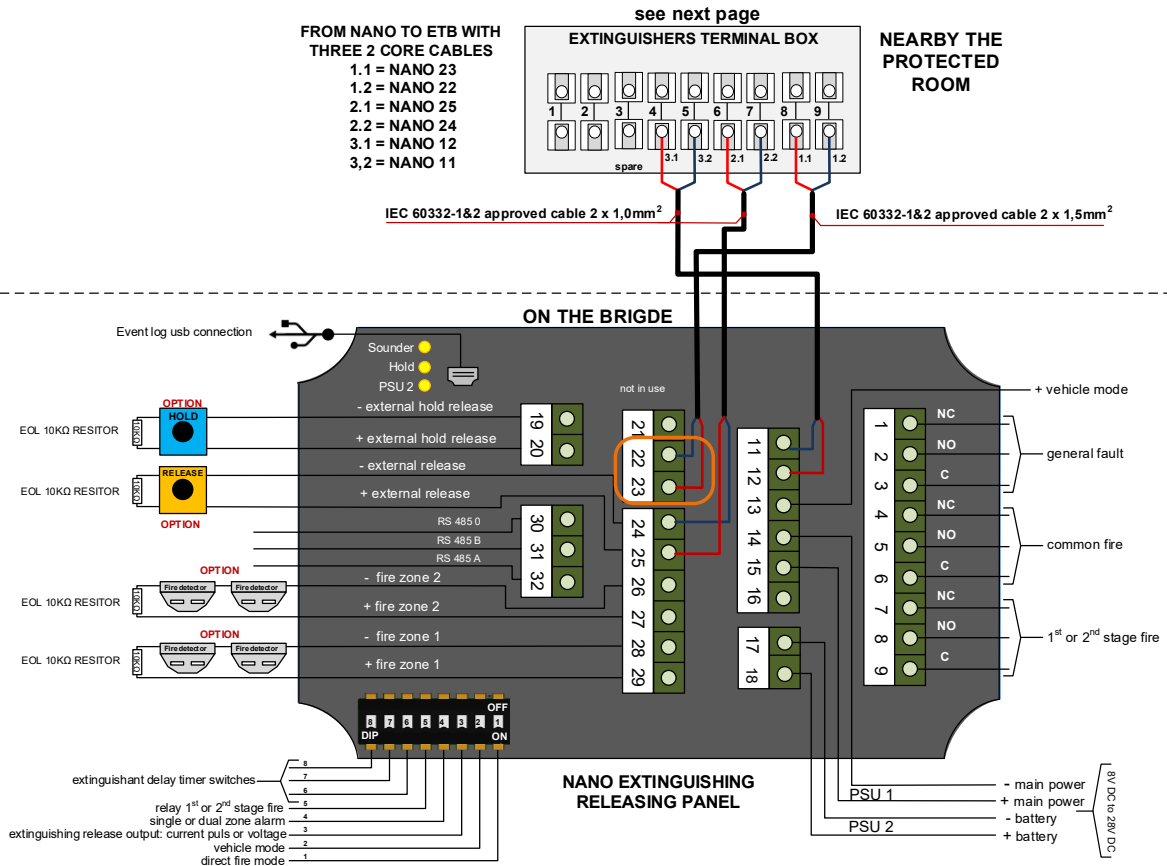 see next page
FROM NANO TO ETB WITH
THREE 2 CORE CABLES
1.1 = NANO 23
1.2 = NANO 22
2.1 = NANO 25
2.2 = NANO 24
3.1 = NANO 12
3,2 = NANO 11
EXTINGUISHERS TERMINAL BOX
1 2 3 4 5 6 7 8 9
spare
3.1 3.2 2.1 2.2 1.1 1.2
NEARBY THE
PROTECTED
ROOM
IEC 60332-1&2 approved cable 2 x 1,0mm²
IEC 60332-1&2 approved cable 2 x 1,5mm²
ON THE BRIGDE
Event log usb connection
Sounder
Hold
PSU 2
not in use
OPTION
HOLD
EOL 10KΩ RESITOR
10KΩ
- external hold release
+ external hold release
19
20
RELEASE
EOL 10KΩ RESITOR
10KΩ
OPTION
- external release
+ external release
RS 485 0
RS 485 B
RS 485 A
30
31
32
OPTION
Fire detector
Fire detector
EOL 10KΩ RESITOR
10KΩ
- fire zone 2
+ fire zone 2
OPTION
Fire detector
Fire detector
EOL 10KΩ RESITOR
10KΩ
- fire zone 1
+ fire zone 1
21
22
23
24
25
26
27
28
29
11
12
13
14
15
16
17
18
1
2
3
4
5
6
7
8
9
NC
NO
C
NC
NO
C
NC
NO
C
+ vehicle mode
general fault
common fire
1st or 2nd stage fire
OFF
8 7 6 5 4 3 2 1
DIP
ON
8
7
6
extinguishant delay timer switches
relay 1st or 2nd stage fire 5
single or dual zone alarm 4
extinguishing release output: current puls or voltage 3
vehicle mode 2
direct fire mode 1
NANO EXTINGUISHING
RELEASING PANEL
PSU 1
PSU 2
- main power
+ main power
- battery
+ battery
8V DC to 28V DC